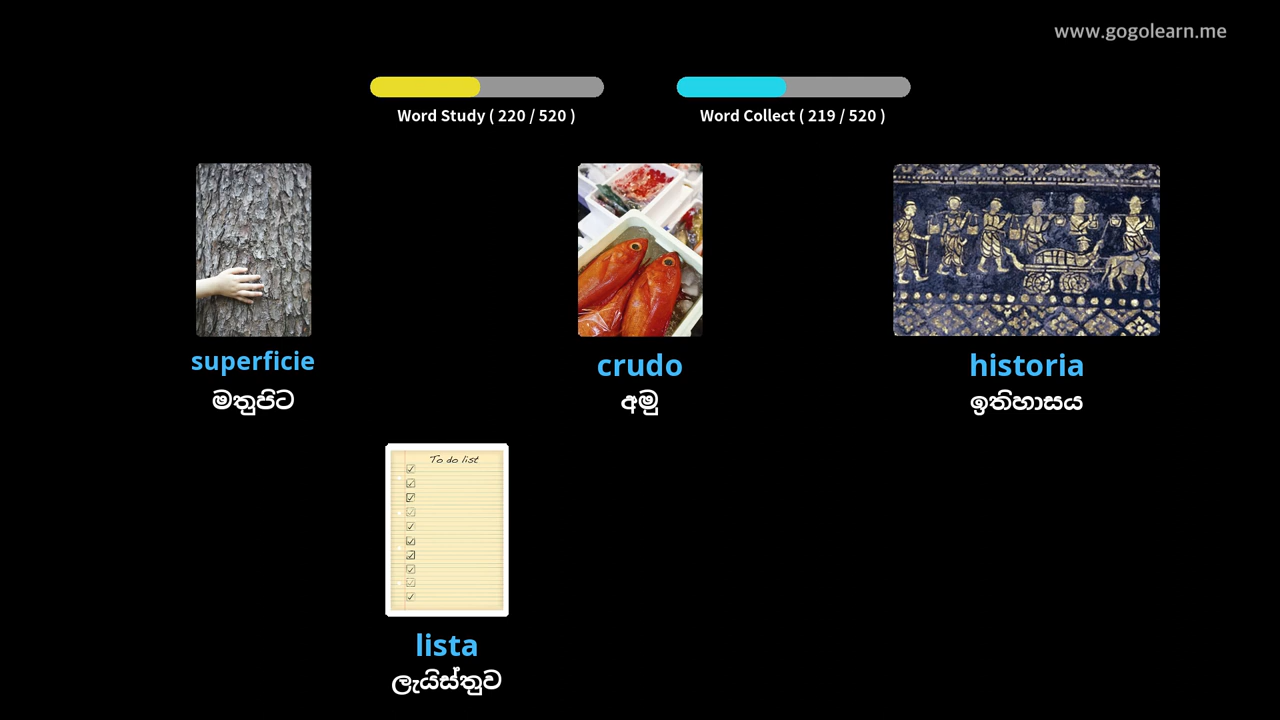 www.gogolearn.me
Word Study ( 220 / 520 )
Word Collect ( 219 / 520 )
superficie
මතුපිට
crudo
අමු
historia
ඉතිහාසය
To do list
lista
ලැයිස්තුව